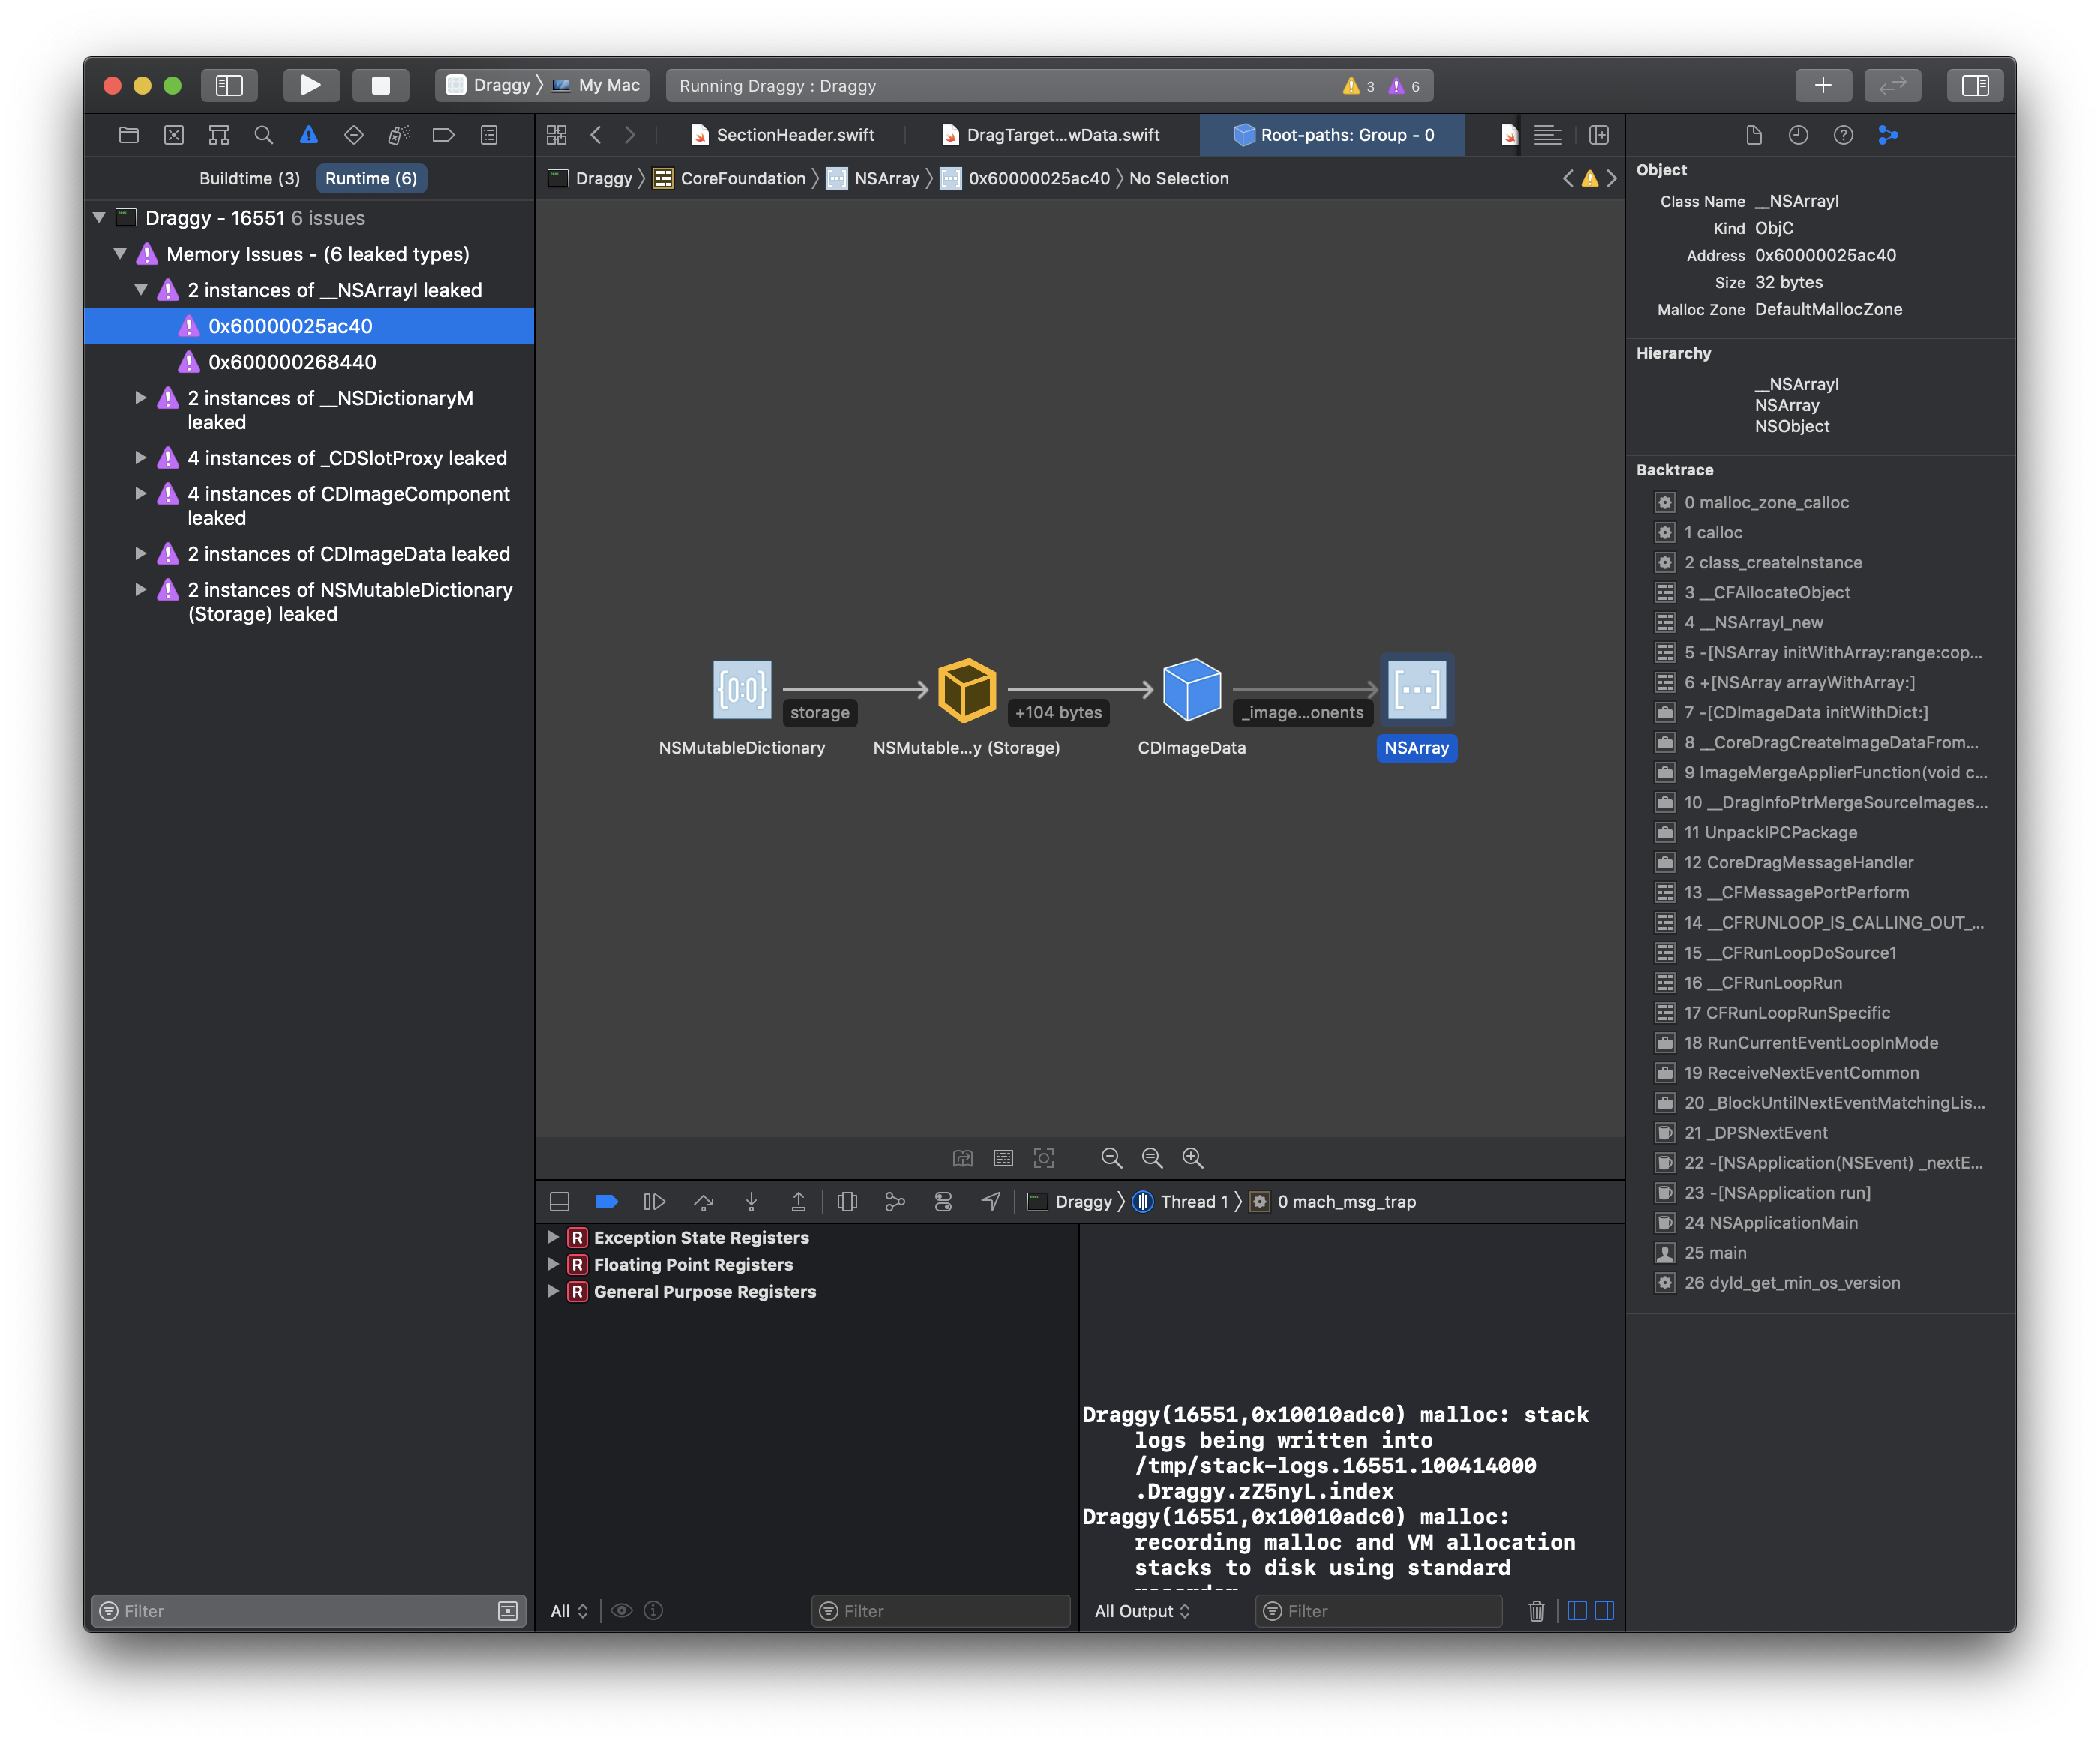 Draggy 〉 My Mac
Running Draggy : Draggy
3
6
SectionHeader.swift
DragTarget...wData.swift
Root-paths: Group - 0
Buildtime (3)
Runtime (6)
Draggy 〉 CoreFoundation 〉 NSArray 〉 0x60000025ac40 〉 No Selection
Draggy - 16551 6 issues
Memory Issues - (6 leaked types)
2 instances of __NSArrayI leaked
0x60000025ac40
0x600000268440
2 instances of __NSDictionaryM
leaked
4 instances of _CDSlotProxy leaked
4 instances of CDImageComponent
leaked
2 instances of CDImageData leaked
2 instances of NSMutableDictionary
(Storage) leaked
Filter
{0:0}
[...]
storage
+104 bytes
_image...onents
NSMutableDictionary
NSMutable...y (Storage)
CDImageData
NSArray
Draggy 〉 Thread 1 〉 0 mach_msg_trap
R Exception State Registers
R Floating Point Registers
R General Purpose Registers
All
Filter
Draggy(16551,0x10010adc0) malloc: stack
logs being written into
/tmp/stack-logs.16551.100414000
.Draggy.zZ5nyL.index
Draggy(16551,0x10010adc0) malloc:
recording malloc and VM allocation
stacks to disk using standard
All Output
Filter
Object
Class Name __NSArrayI
Kind ObjC
Address 0x60000025ac40
Size 32 bytes
Malloc Zone DefaultMallocZone
Hierarchy
__NSArrayI
NSArray
NSObject
Backtrace
0 malloc_zone_calloc
1 calloc
2 class_createInstance
3 __CFAllocateObject
4 __NSArrayI_new
5 -[NSArray initWithArray:range:cop...
6 +[NSArray arrayWithArray:]
7 -[CDImageData initWithDict:]
8 __CoreDragCreateImageDataFrom...
9 ImageMergeApplierFunction(void c...
10 __DragInfoPtrMergeSourceImages...
11 UnpackIPCPackage
12 CoreDragMessageHandler
13 __CFMessagePortPerform
14 __CFRUNLOOP_IS_CALLING_OUT_...
15 __CFRunLoopDoSource1
16 __CFRunLoopRun
17 CFRunLoopRunSpecific
18 RunCurrentEventLoopInMode
19 ReceiveNextEventCommon
20 _BlockUntilNextEventMatchingLis...
21 _DPSNextEvent
22 -[NSApplication(NSEvent) _nextE...
23 -[NSApplication run]
24 NSApplicationMain
25 main
26 dyld_get_min_os_version